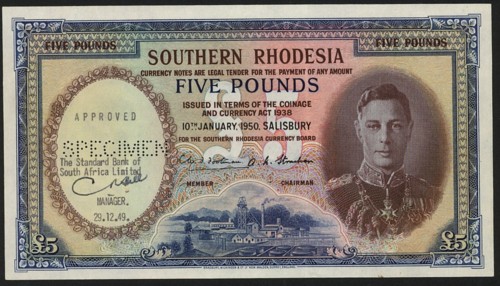 FIVE POUNDS
FIVE POUNDS
SOUTHERN RHODESIA
CURRENCY NOTES ARE LEGAL TENDER FOR THE PAYMENT OF ANY AMOUNT
FIVE POUNDS
ISSUED IN TERMS OF THE COINAGE
AND CURRENCY ACT 1938
10TH JANUARY, 1950. SALISBURY
FOR THE SOUTHERN RHODESIA CURRENCY BOARD
MEMBER
CHAIRMAN
APPROVED
SPECIMEN
The Standard Bank of
South Africa Limited
MANAGER.
29.12.49.
£5
£5